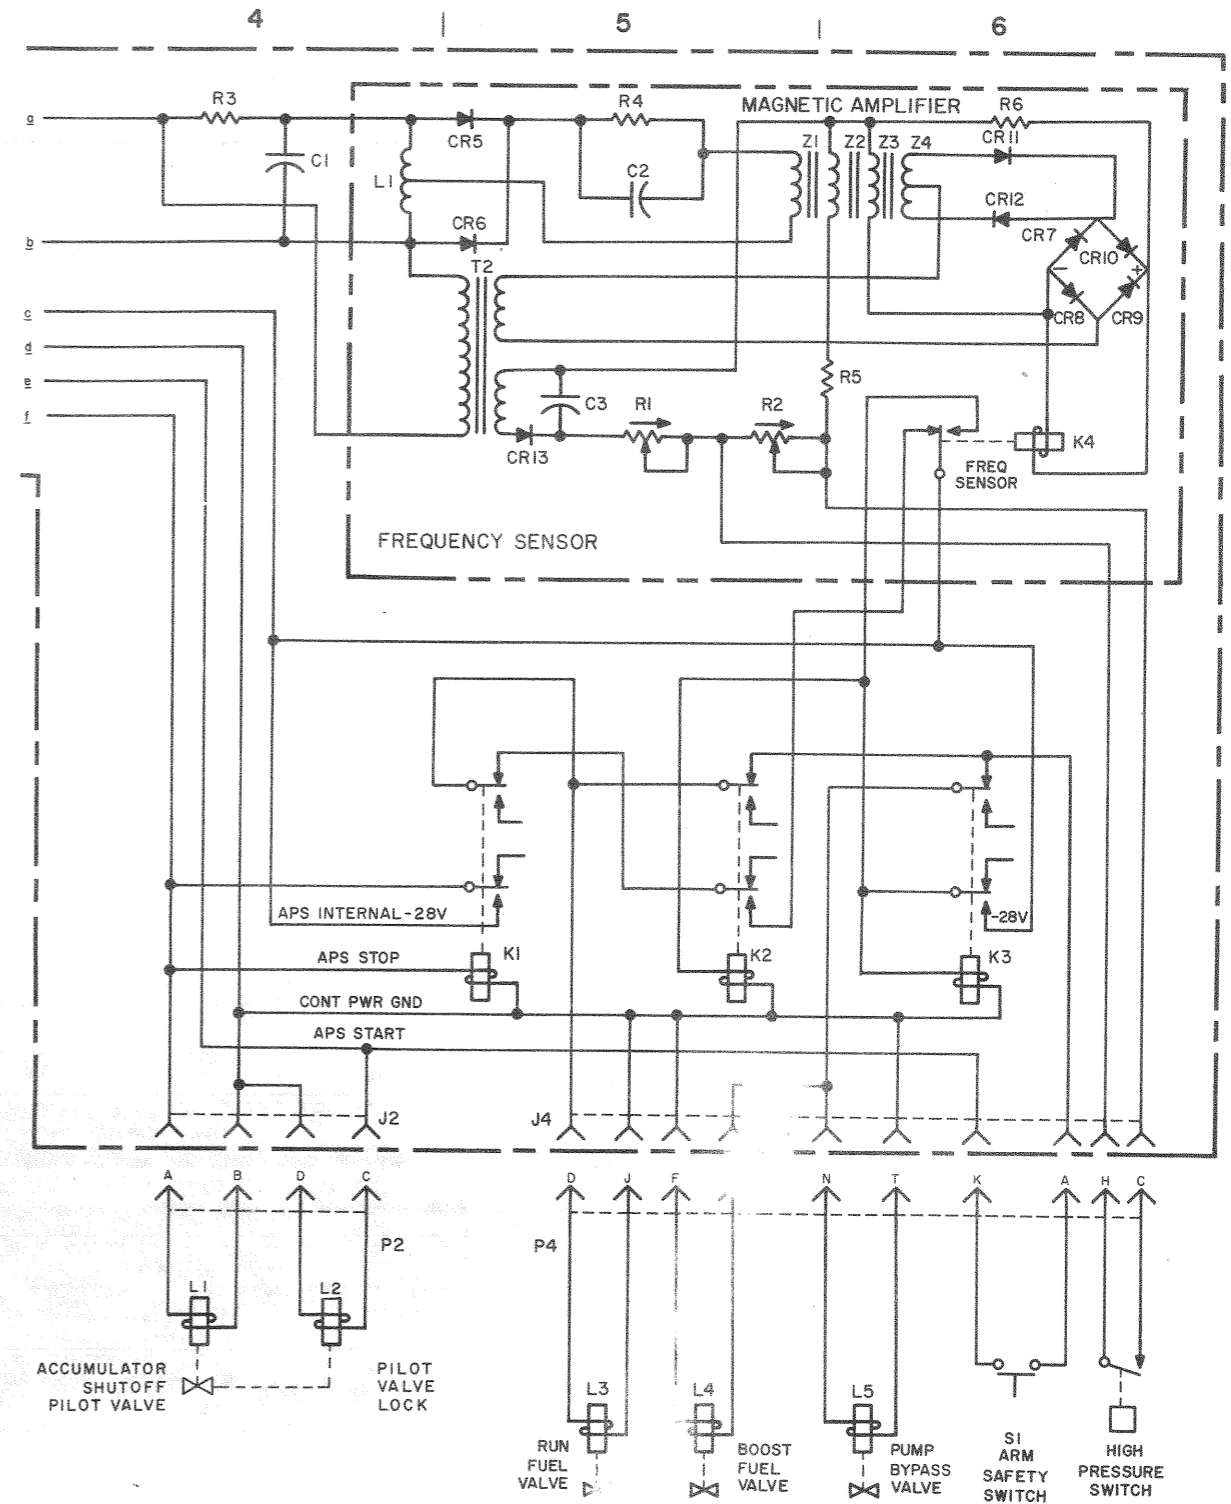 4 | 5 | 6
MAGNETIC AMPLIFIER
R3
R4
R6
a
CR5
CR11
C1
Z1
Z2
Z3
Z4
L1
C2
CR12
CR6
CR7
b
T2
CR10
− +
c
CR8
CR9
d
R5
e
C3
R1
R2
f
K4
CR13
FREQ
SENSOR
FREQUENCY SENSOR
APS INTERNAL-28V
-28V
APS STOP
K1
K2
K3
CONT PWR GND
APS START
J2
J4
A B D C
D J F N T K A H C
P2
P4
L1
L2
ACCUMULATOR
SHUTOFF
PILOT VALVE
PILOT
VALVE
LOCK
L3
L4
L5
RUN
FUEL
VALVE
BOOST
FUEL
VALVE
PUMP
BYPASS
VALVE
S1
ARM
SAFETY
SWITCH
HIGH
PRESSURE
SWITCH